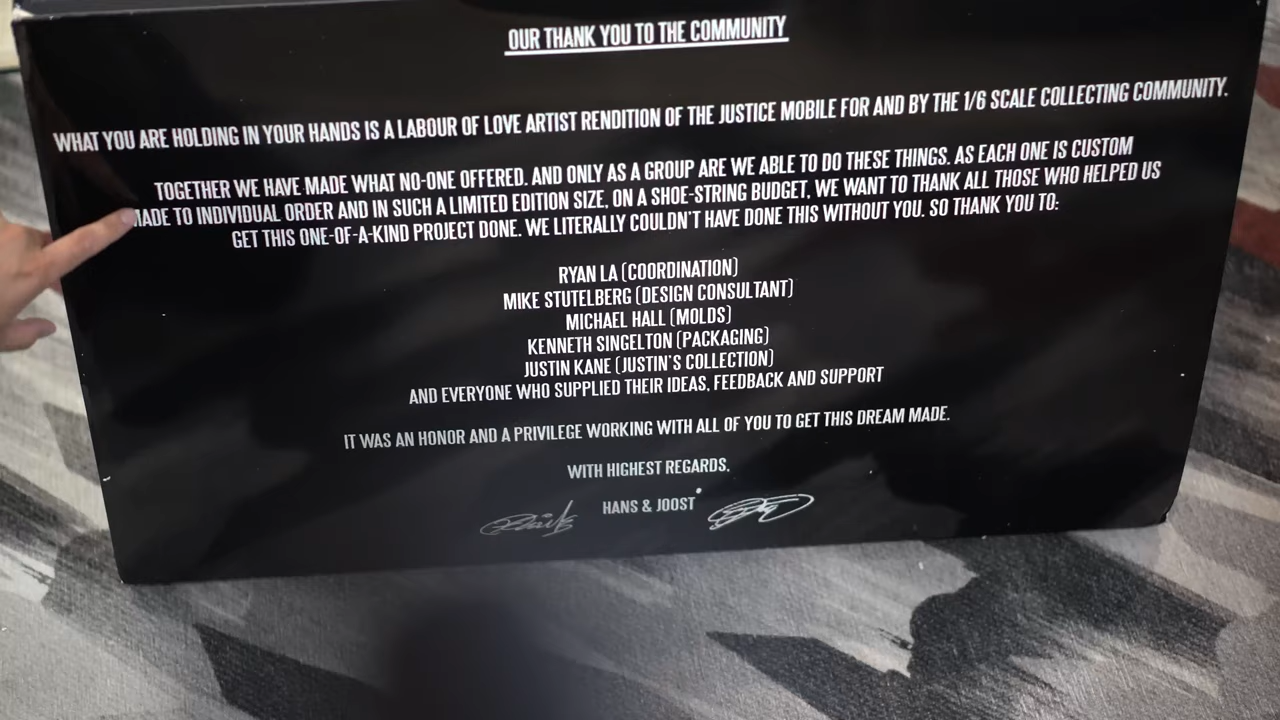 OUR THANK YOU TO THE COMMUNITY
WHAT YOU ARE HOLDING IN YOUR HANDS IS A LABOUR OF LOVE ARTIST RENDITION OF THE JUSTICE MOBILE FOR AND BY THE 1/6 SCALE COLLECTING COMMUNITY.
TOGETHER WE HAVE MADE WHAT NO-ONE OFFERED. AND ONLY AS A GROUP ARE WE ABLE TO DO THESE THINGS. AS EACH ONE IS CUSTOM
MADE TO INDIVIDUAL ORDER AND IN SUCH A LIMITED EDITION SIZE, ON A SHOE-STRING BUDGET, WE WANT TO THANK ALL THOSE WHO HELPED US
GET THIS ONE-OF-A-KIND PROJECT DONE. WE LITERALLY COULDN'T HAVE DONE THIS WITHOUT YOU. SO THANK YOU TO:
RYAN LA (COORDINATION)
MIKE STUTELBERG (DESIGN CONSULTANT)
MICHAEL HALL (MOLDS)
KENNETH SINGELTON (PACKAGING)
JUSTIN KANE (JUSTIN'S COLLECTION)
AND EVERYONE WHO SUPPLIED THEIR IDEAS, FEEDBACK AND SUPPORT
IT WAS AN HONOR AND A PRIVILEGE WORKING WITH ALL OF YOU TO GET THIS DREAM MADE.
WITH HIGHEST REGARDS,
HANS & JOOST